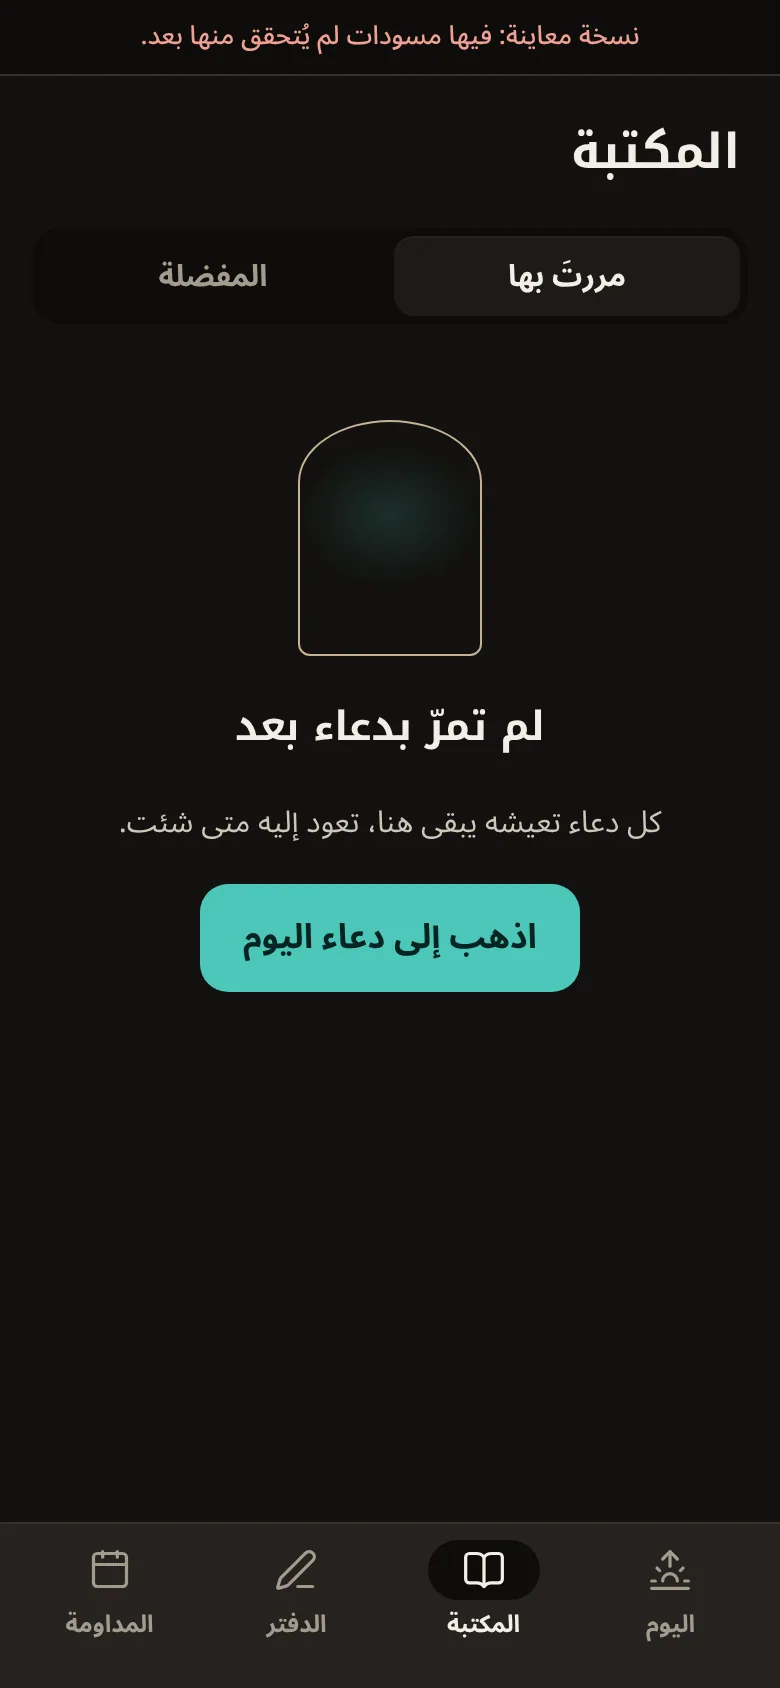 نسخة معاينة: فيها مسودات لم يُتحقق منها بعد.
المكتبة
مررتَ بها
المفضلة
لم تمرّ بدعاء بعد
كل دعاء تعيشه يبقى هنا، تعود إليه متى شئت.
اذهب إلى دعاء اليوم
اليوم
المكتبة
الدفتر
المداومة